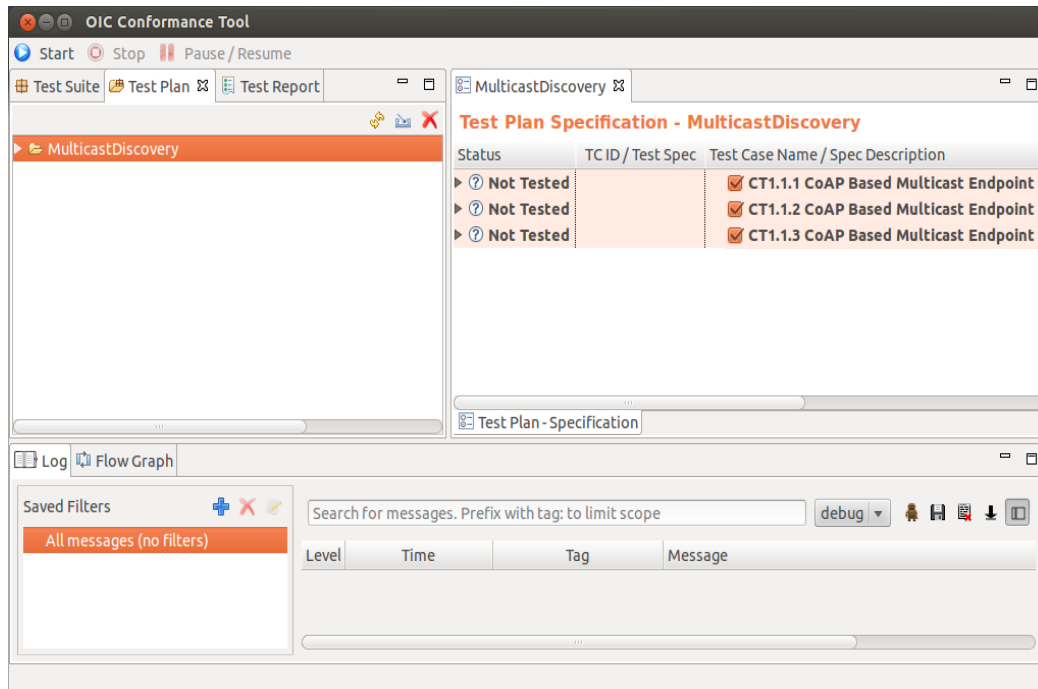 OIC Conformance Tool
Start Stop Pause / Resume
Test Suite Test Plan Test Report
MulticastDiscovery
MulticastDiscovery
Test Plan Specification - MulticastDiscovery
Status TC ID / Test Spec Test Case Name / Spec Description
Not Tested CT1.1.1 CoAP Based Multicast Endpoint
Not Tested CT1.1.2 CoAP Based Multicast Endpoint
Not Tested CT1.1.3 CoAP Based Multicast Endpoint
Test Plan - Specification
Log Flow Graph
Saved Filters
All messages (no filters)
Search for messages. Prefix with tag: to limit scope
debug
Level Time Tag Message